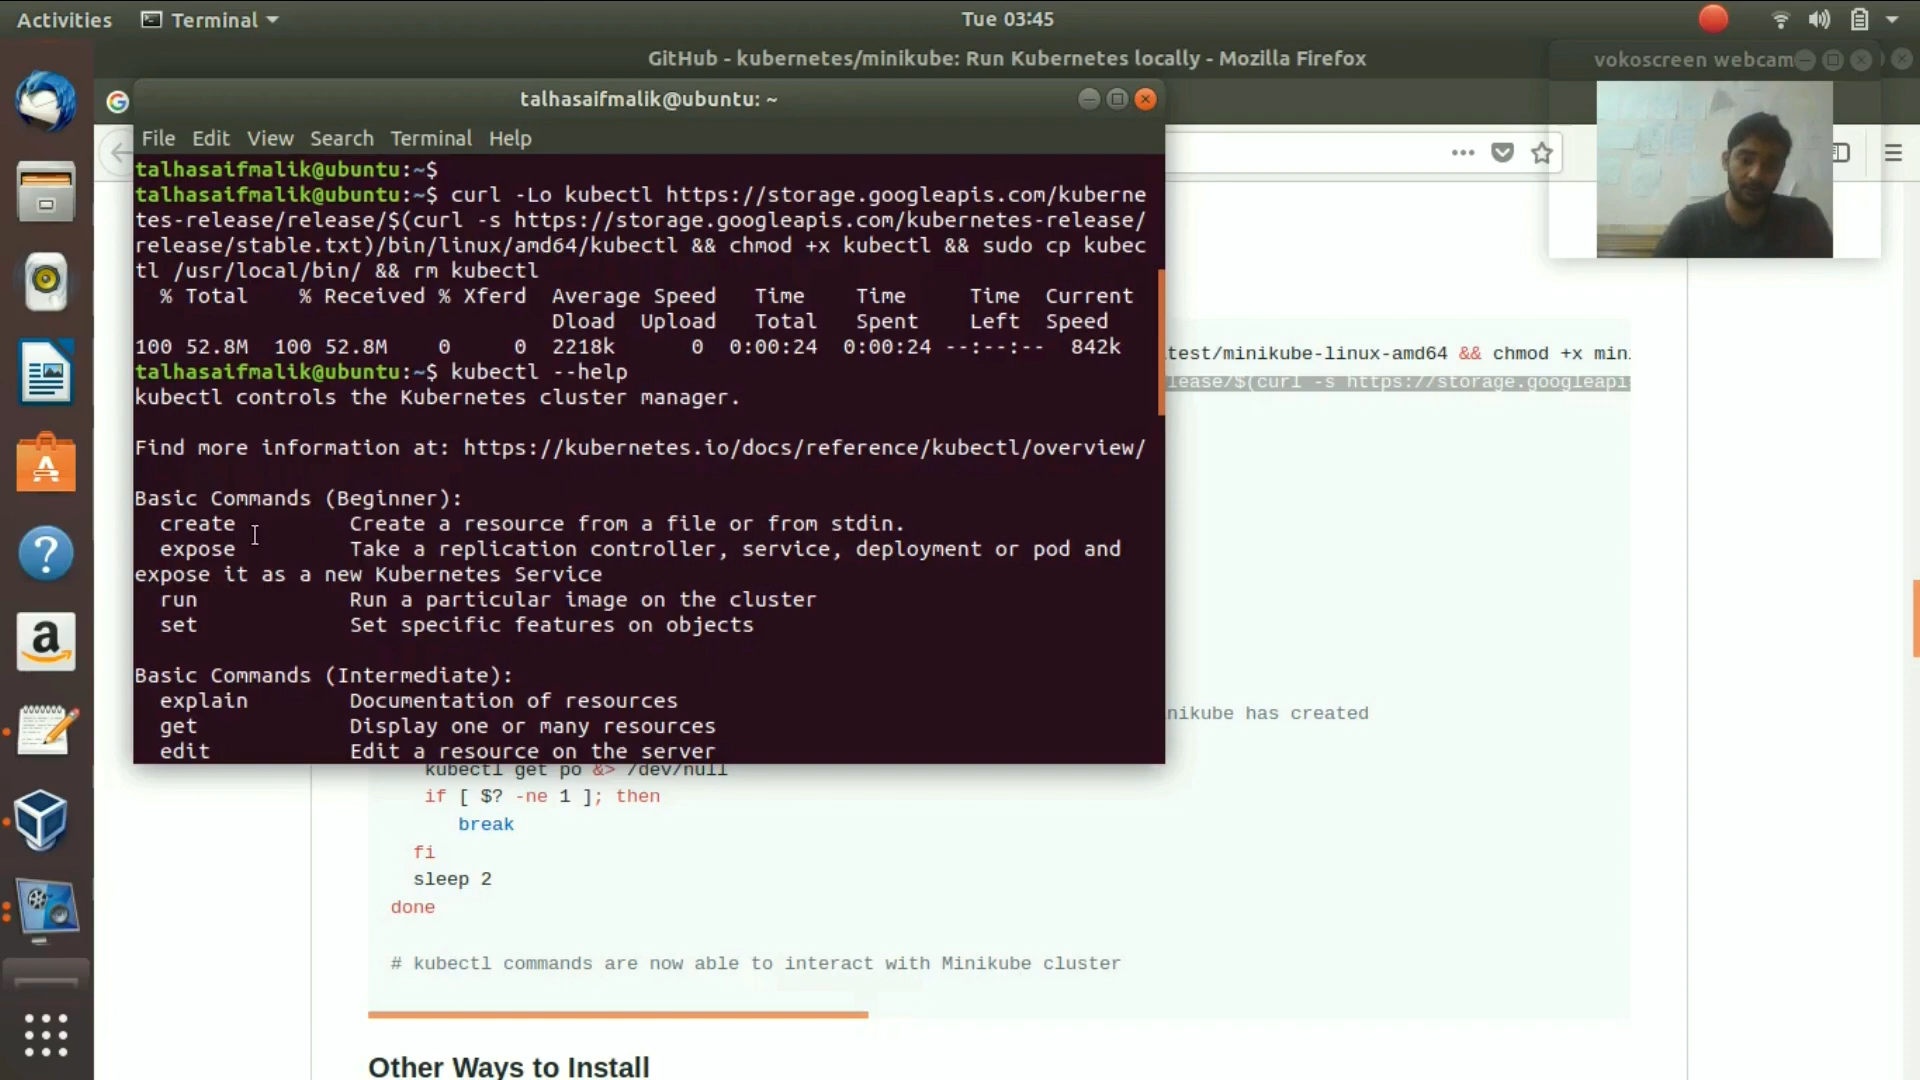 Activities
Terminal
Tue 03:45
GitHub - kubernetes/minikube: Run Kubernetes locally - Mozilla Firefox
vokoscreen webcam
talhasaifmalik@ubuntu: ~
File Edit View Search Terminal Help
talhasaifmalik@ubuntu:~$
talhasaifmalik@ubuntu:~$ curl -Lo kubectl https://storage.googleapis.com/kuberne
tes-release/release/$(curl -s https://storage.googleapis.com/kubernetes-release/
release/stable.txt)/bin/linux/amd64/kubectl && chmod +x kubectl && sudo cp kubec
tl /usr/local/bin/ && rm kubectl
% Total % Received % Xferd Average Speed Time Time Time Current
Dload Upload Total Spent Left Speed
100 52.8M 100 52.8M 0 0 2218k 0 0:00:24 0:00:24 --:--:-- 842k
talhasaifmalik@ubuntu:~$ kubectl --help
kubectl controls the Kubernetes cluster manager.
Find more information at: https://kubernetes.io/docs/reference/kubectl/overview/
Basic Commands (Beginner):
create Create a resource from a file or from stdin.
expose Take a replication controller, service, deployment or pod and
expose it as a new Kubernetes Service
run Run a particular image on the cluster
set Set specific features on objects
Basic Commands (Intermediate):
explain Documentation of resources
get Display one or many resources
edit Edit a resource on the server
test/minikube-linux-amd64 && chmod +x min
lease/$(curl -s https://storage.googleapis
nikube has created
kubectl get po &> /dev/null
if [ $? -ne 1 ]; then
break
fi
sleep 2
done
# kubectl commands are now able to interact with Minikube cluster
Other Ways to Install